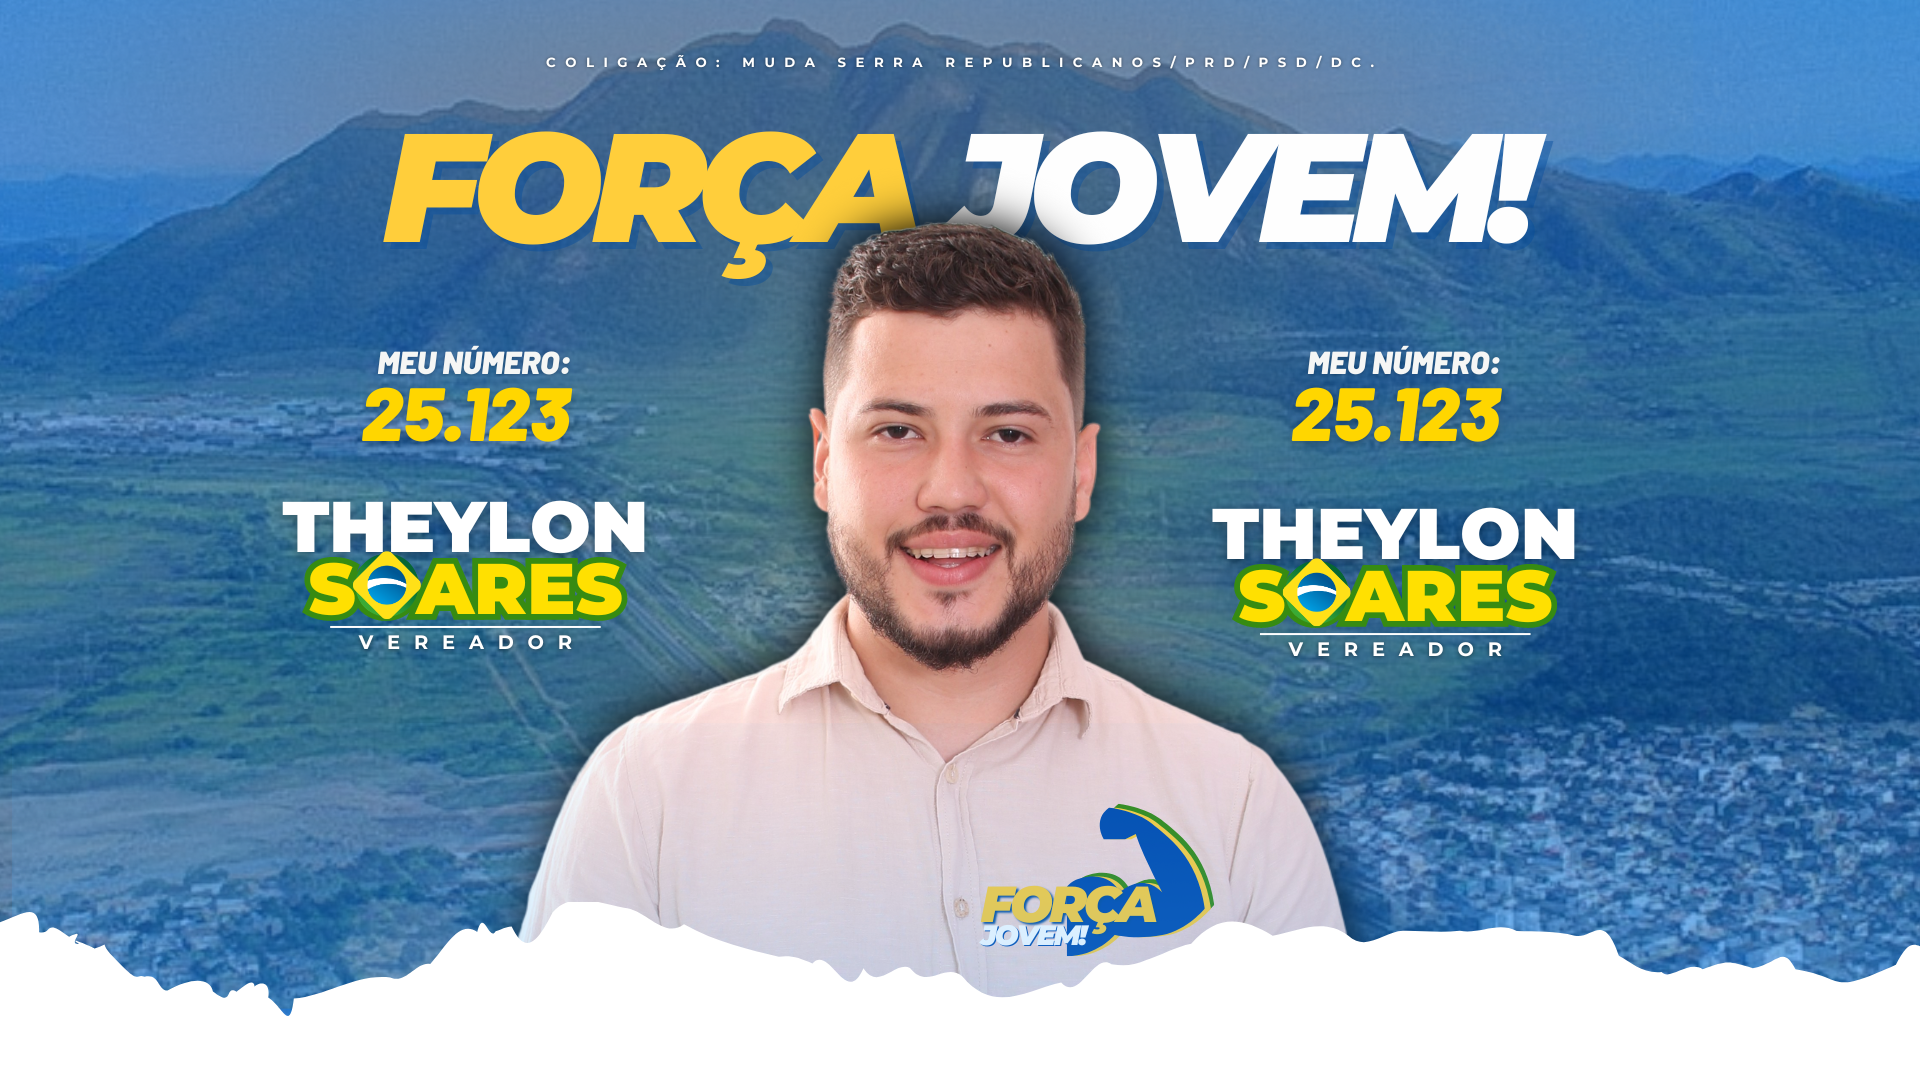 COLIGAÇÃO: MUDA SERRA REPUBLICANOS/PRD/PSD/DC.
FORÇA JOVEM!
MEU NÚMERO:
25.123
THEYLON
SOARES
VEREADOR
MEU NÚMERO:
25.123
THEYLON
SOARES
VEREADOR
FORÇA
JOVEM!